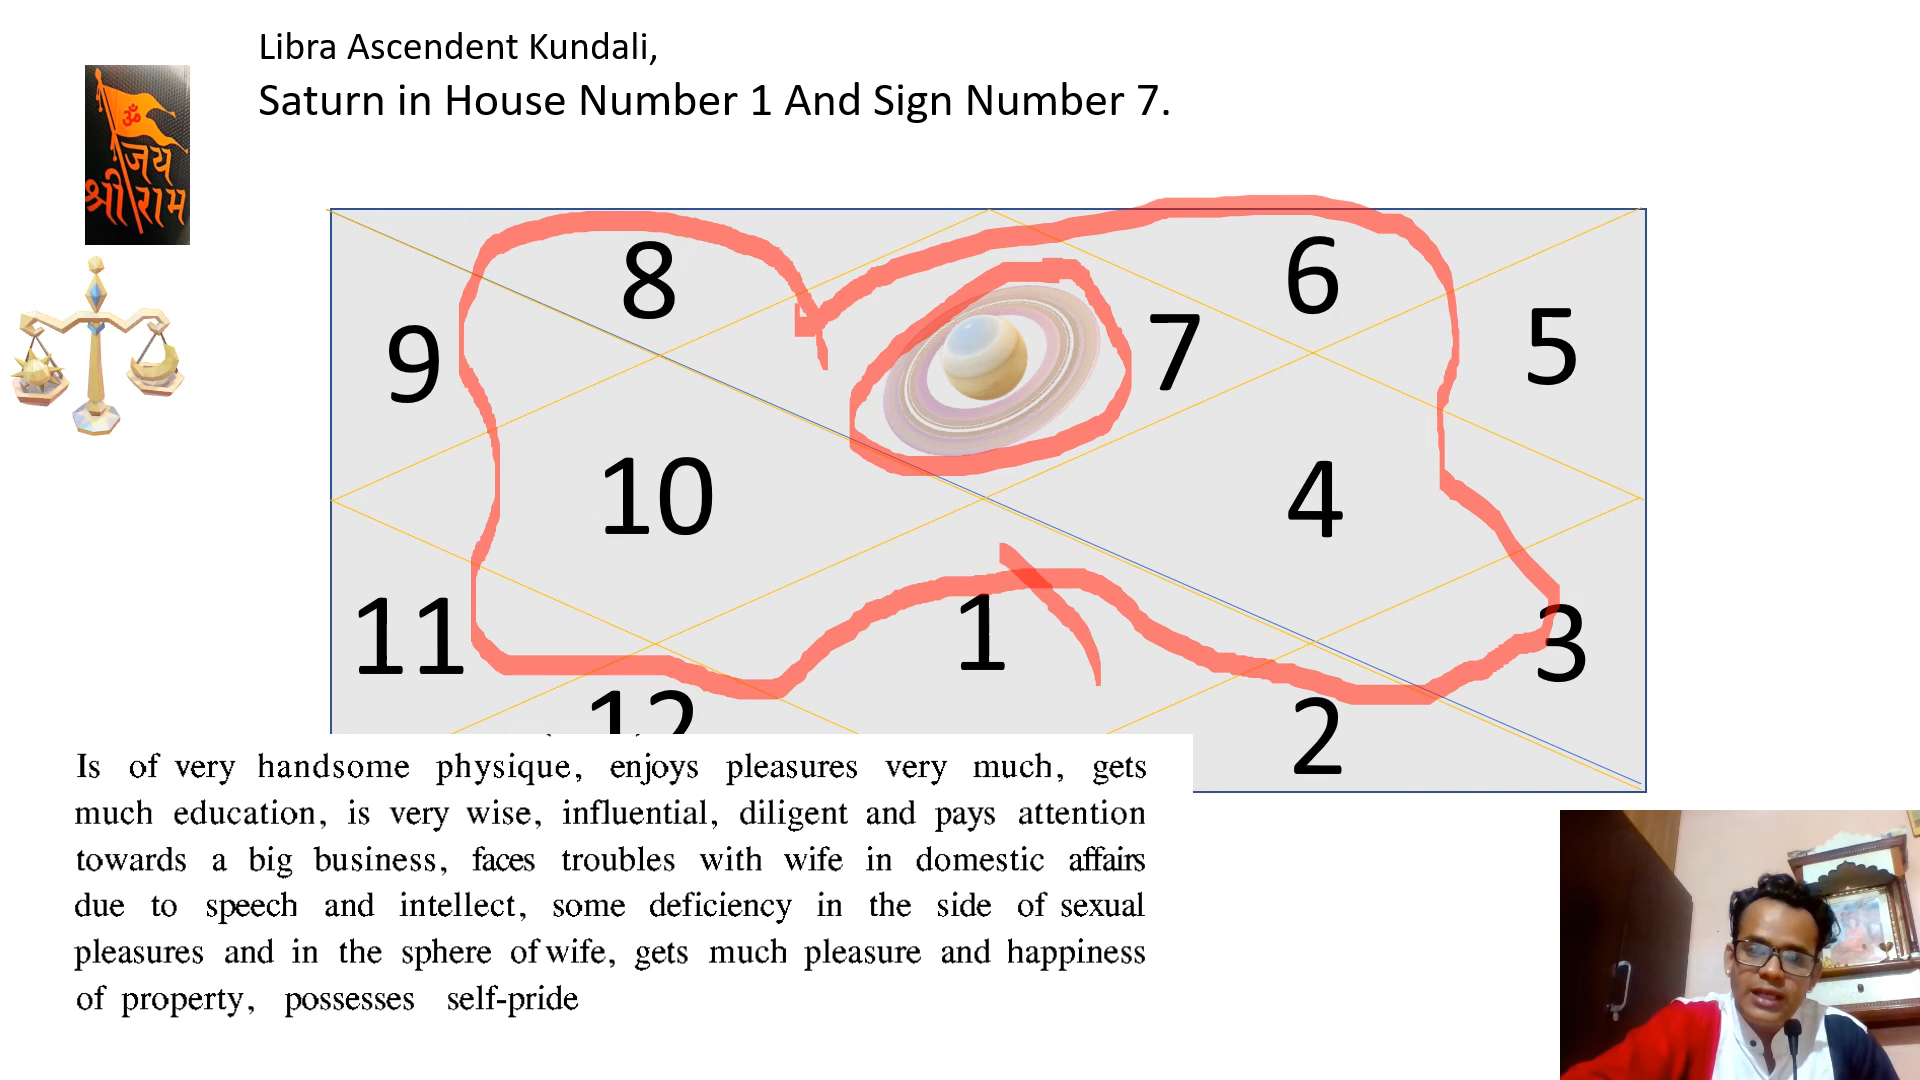 Libra Ascendent Kundali,
Saturn in House Number 1 And Sign Number 7.
ॐ
जय
श्री राम
8
6
9
7
5
10
4
11
1
3
12
2
Is of very handsome physique, enjoys pleasures very much, gets
much education, is very wise, influential, diligent and pays attention
towards a big business, faces troubles with wife in domestic affairs
due to speech and intellect, some deficiency in the side of sexual
pleasures and in the sphere of wife, gets much pleasure and happiness
of property, possesses self-pride